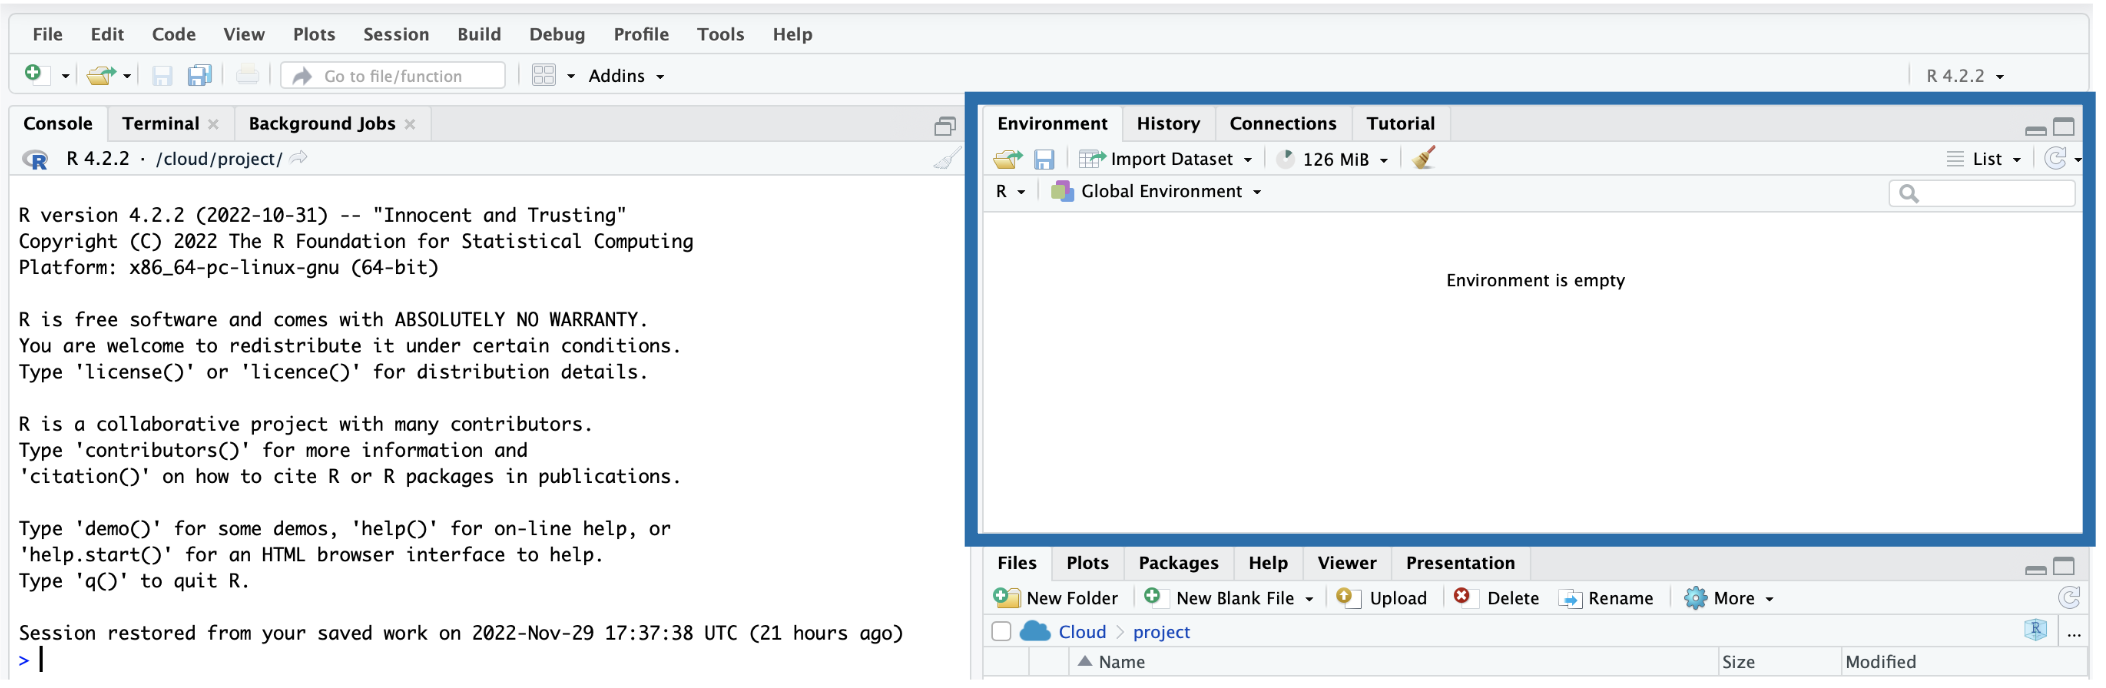 File Edit Code View Plots Session Build Debug Profile Tools Help
Go to file/function Addins R 4.2.2
Console Terminal Background Jobs
R 4.2.2 · /cloud/project/
R version 4.2.2 (2022-10-31) -- "Innocent and Trusting"
Copyright (C) 2022 The R Foundation for Statistical Computing
Platform: x86_64-pc-linux-gnu (64-bit)
R is free software and comes with ABSOLUTELY NO WARRANTY.
You are welcome to redistribute it under certain conditions.
Type 'license()' or 'licence()' for distribution details.
R is a collaborative project with many contributors.
Type 'contributors()' for more information and
'citation()' on how to cite R or R packages in publications.
Type 'demo()' for some demos, 'help()' for on-line help, or
'help.start()' for an HTML browser interface to help.
Type 'q()' to quit R.
Session restored from your saved work on 2022-Nov-29 17:37:38 UTC (21 hours ago)
>
Environment History Connections Tutorial
Import Dataset 126 MiB List
R Global Environment
Environment is empty
Files Plots Packages Help Viewer Presentation
New Folder New Blank File Upload Delete Rename More
Cloud > project ...
Name Size Modified